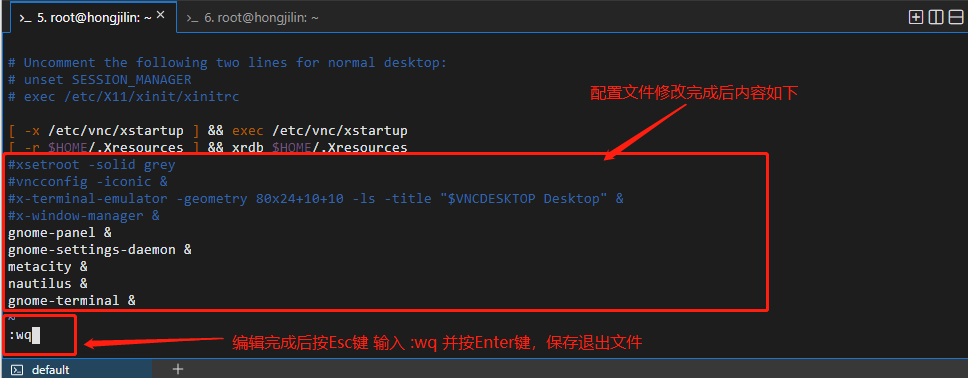 5. root@hongjilin: ~ × 6. root@hongjilin: ~
# Uncomment the following two lines for normal desktop:
# unset SESSION_MANAGER
# exec /etc/X11/xinit/xinitrc
配置文件修改完成后内容如下
[ -x /etc/vnc/xstartup ] && exec /etc/vnc/xstartup
[ -r $HOME/.Xresources ] && xrdb $HOME/.Xresources
#xsetroot -solid grey
#vncconfig -iconic &
#x-terminal-emulator -geometry 80x24+10+10 -ls -title "$VNCDESKTOP Desktop" &
#x-window-manager &
gnome-panel &
gnome-settings-daemon &
metacity &
nautilus &
gnome-terminal &
~
:wq
编辑完成后按Esc键 输入 :wq 并按Enter键，保存退出文件
default +